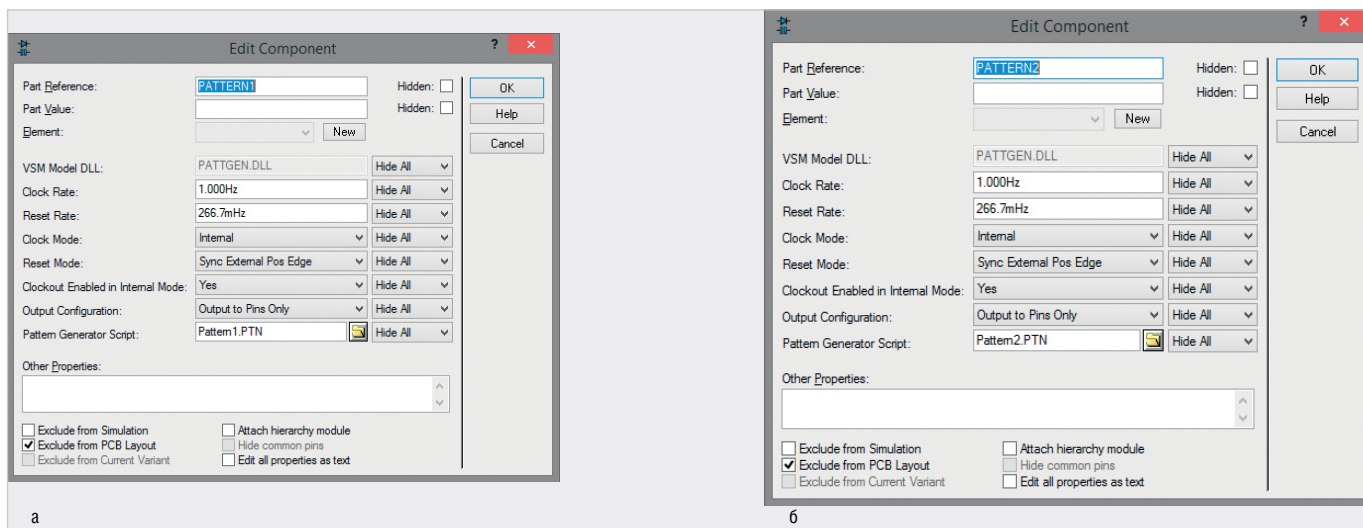 Edit Component ?
Part Reference: PATTERN1 Hidden: OK
Part Value: Hidden: Help
Element: New Cancel
VSM Model DLL: PATTGEN.DLL Hide All
Clock Rate: 1.000Hz Hide All
Reset Rate: 266.7mHz Hide All
Clock Mode: Internal Hide All
Reset Mode: Sync External Pos Edge Hide All
Clockout Enabled in Internal Mode: Yes Hide All
Output Configuration: Output to Pins Only Hide All
Pattern Generator Script: Pattern1.PTN Hide All
Other Properties:
Exclude from Simulation Attach hierarchy module
Exclude from PCB Layout Hide common pins
Exclude from Current Variant Edit all properties as text
а
Edit Component ?
Part Reference: PATTERN2 Hidden: OK
Part Value: Hidden: Help
Element: New Cancel
VSM Model DLL: PATTGEN.DLL Hide All
Clock Rate: 1.000Hz Hide All
Reset Rate: 266.7mHz Hide All
Clock Mode: Internal Hide All
Reset Mode: Sync External Pos Edge Hide All
Clockout Enabled in Internal Mode: Yes Hide All
Output Configuration: Output to Pins Only Hide All
Pattern Generator Script: Pattern2.PTN Hide All
Other Properties:
Exclude from Simulation Attach hierarchy module
Exclude from PCB Layout Hide common pins
Exclude from Current Variant Edit all properties as text
б